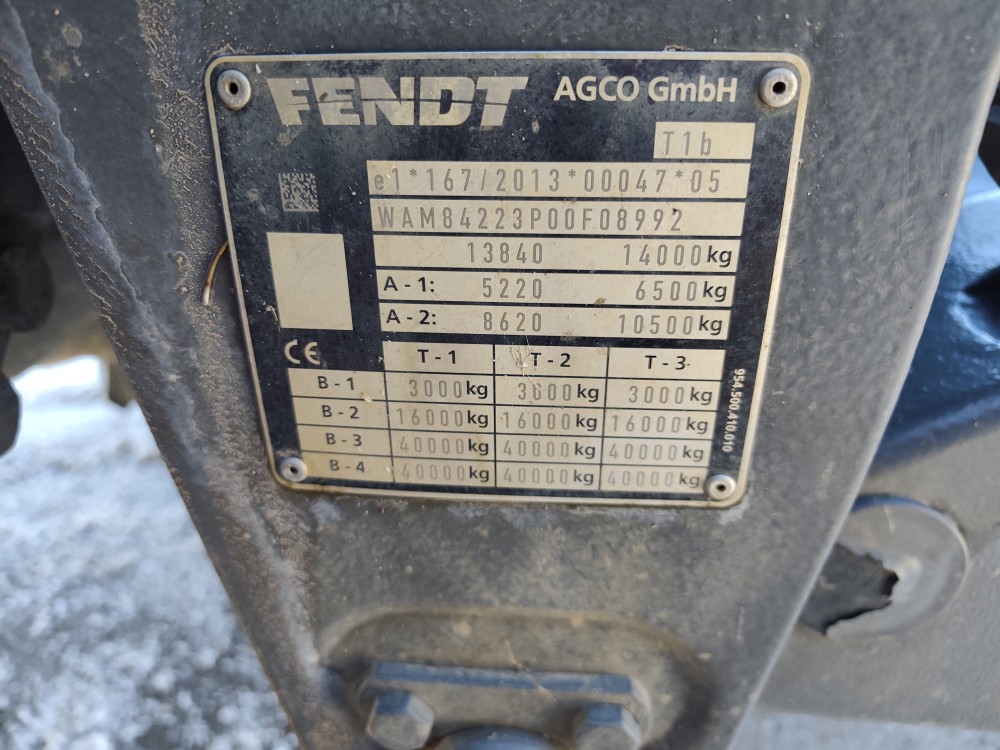 FENDT AGCO GmbH
T1b
e1*167/2013*00047*05
WAM84223P00F08992
13840 14000kg
A-1: 5220 6500kg
A-2: 8620 10500kg
CE T-1 T-2 T-3
B-1 3000kg 3000kg 3000kg
B-2 16000kg 16000kg 16000kg
B-3 40000kg 40000kg 40000kg
B-4 40000kg 40000kg 40000kg
954.500.410.010